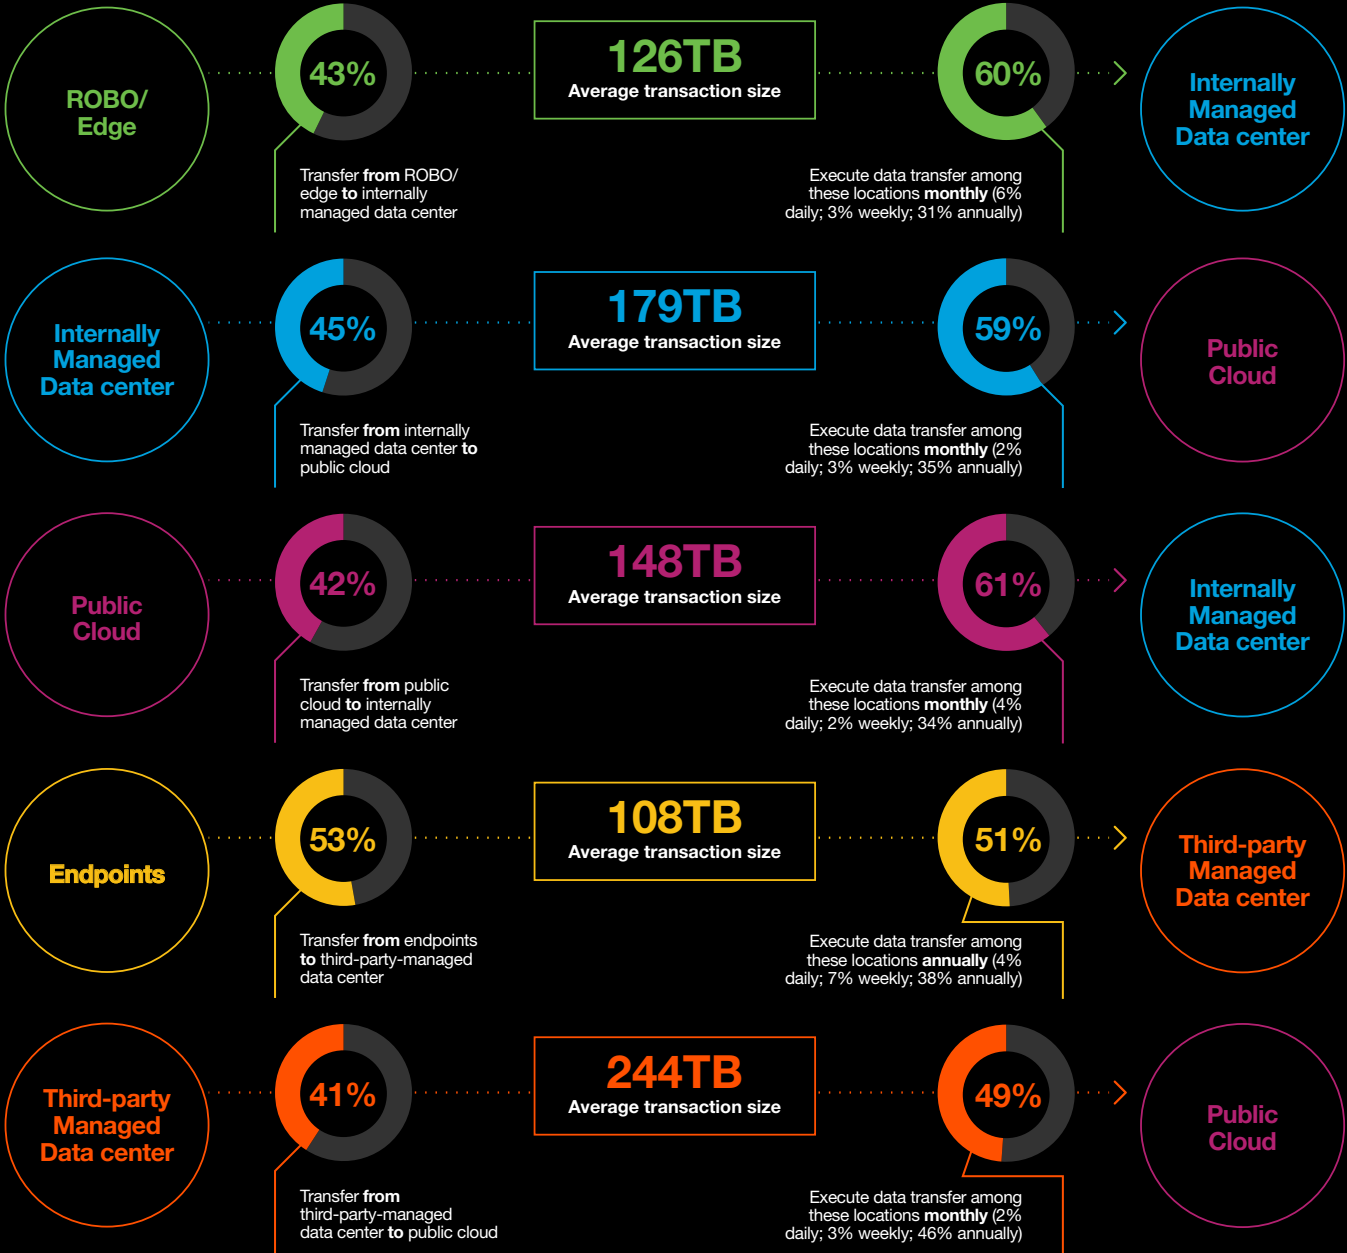 ROBO/
Edge
43%
Transfer from ROBO/
edge to internally
managed data center
126TB
Average transaction size
60%
Execute data transfer among
these locations monthly (6%
daily; 3% weekly; 31% annually)
Internally
Managed
Data center
Internally
Managed
Data center
45%
Transfer from internally
managed data center to
public cloud
179TB
Average transaction size
59%
Execute data transfer among
these locations monthly (2%
daily; 3% weekly; 35% annually)
Public
Cloud
Public
Cloud
42%
Transfer from public
cloud to internally
managed data center
148TB
Average transaction size
61%
Execute data transfer among
these locations monthly (4%
daily; 2% weekly; 34% annually)
Internally
Managed
Data center
Endpoints
53%
Transfer from endpoints
to third-party-managed
data center
108TB
Average transaction size
51%
Execute data transfer among
these locations annually (4%
daily; 7% weekly; 38% annually)
Third-party
Managed
Data center
Third-party
Managed
Data center
41%
Transfer from
third-party-managed
data center to public cloud
244TB
Average transaction size
49%
Execute data transfer among
these locations monthly (2%
daily; 3% weekly; 46% annually)
Public
Cloud